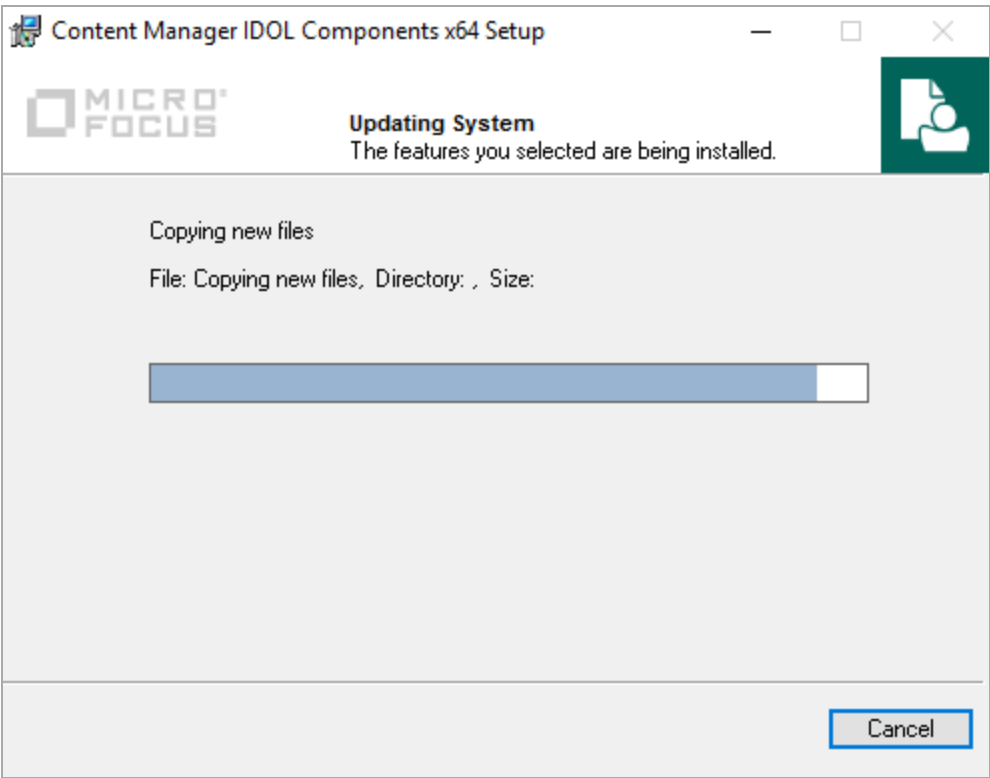 Content Manager IDOL Components x64 Setup
MICRO
FOCUS
Updating System
The features you selected are being installed.
Copying new files
File: Copying new files,  Directory: ,  Size:
Cancel